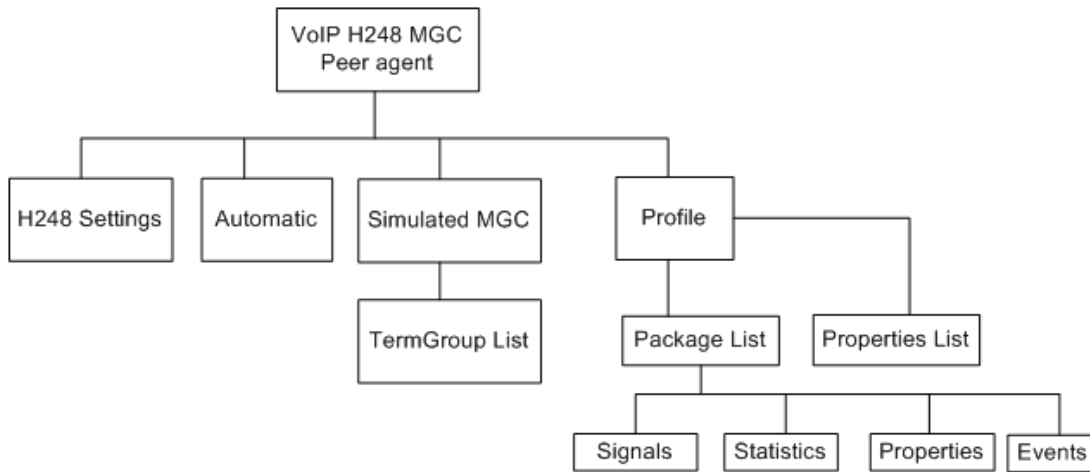 VoIP H248 MGC
Peer agent
H248 Settings
Automatic
Simulated MGC
Profile
TermGroup List
Package List
Properties List
Signals
Statistics
Properties
Events